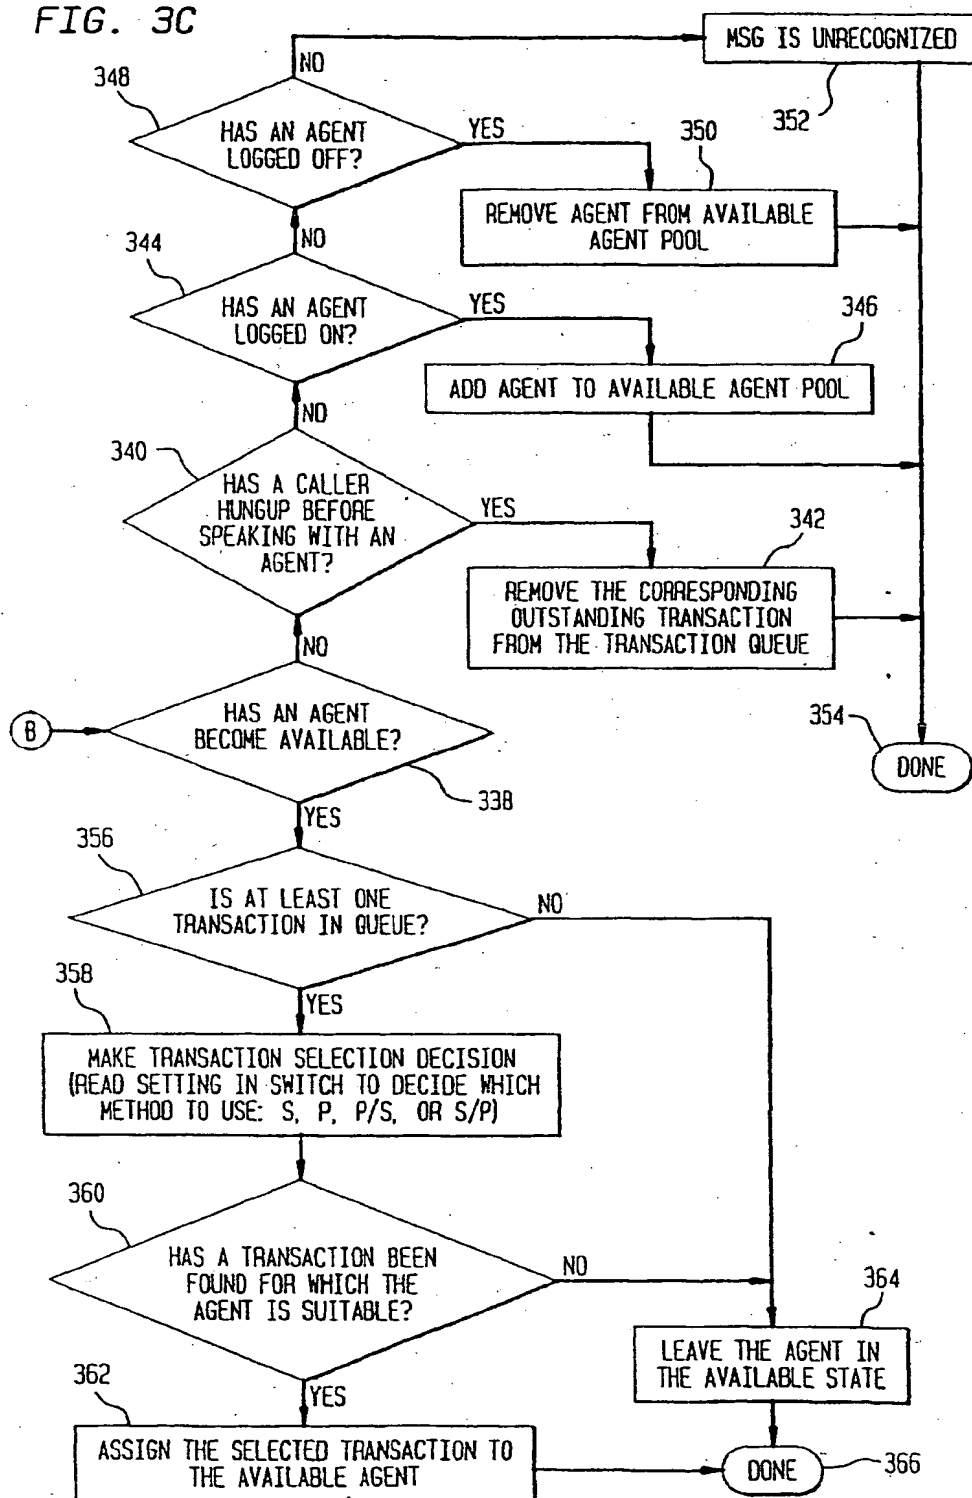 FIG. 3C
MSG IS UNRECOGNIZED
352
NO
348
HAS AN AGENT
LOGGED OFF?
YES
350
REMOVE AGENT FROM AVAILABLE
AGENT POOL
NO
344
HAS AN AGENT
LOGGED ON?
YES
346
ADD AGENT TO AVAILABLE AGENT POOL
NO
340
HAS A CALLER
HUNGUP BEFORE
SPEAKING WITH AN
AGENT?
YES
342
REMOVE THE CORRESPONDING
OUTSTANDING TRANSACTION
FROM THE TRANSACTION QUEUE
NO
B
HAS AN AGENT
BECOME AVAILABLE?
338
354
DONE
YES
356
IS AT LEAST ONE
TRANSACTION IN QUEUE?
NO
YES
358
MAKE TRANSACTION SELECTION DECISION
(READ SETTING IN SWITCH TO DECIDE WHICH
METHOD TO USE: S, P, P/S, OR S/P)
360
HAS A TRANSACTION BEEN
FOUND FOR WHICH THE
AGENT IS SUITABLE?
NO
364
LEAVE THE AGENT IN
THE AVAILABLE STATE
YES
362
ASSIGN THE SELECTED TRANSACTION TO
THE AVAILABLE AGENT
DONE
366